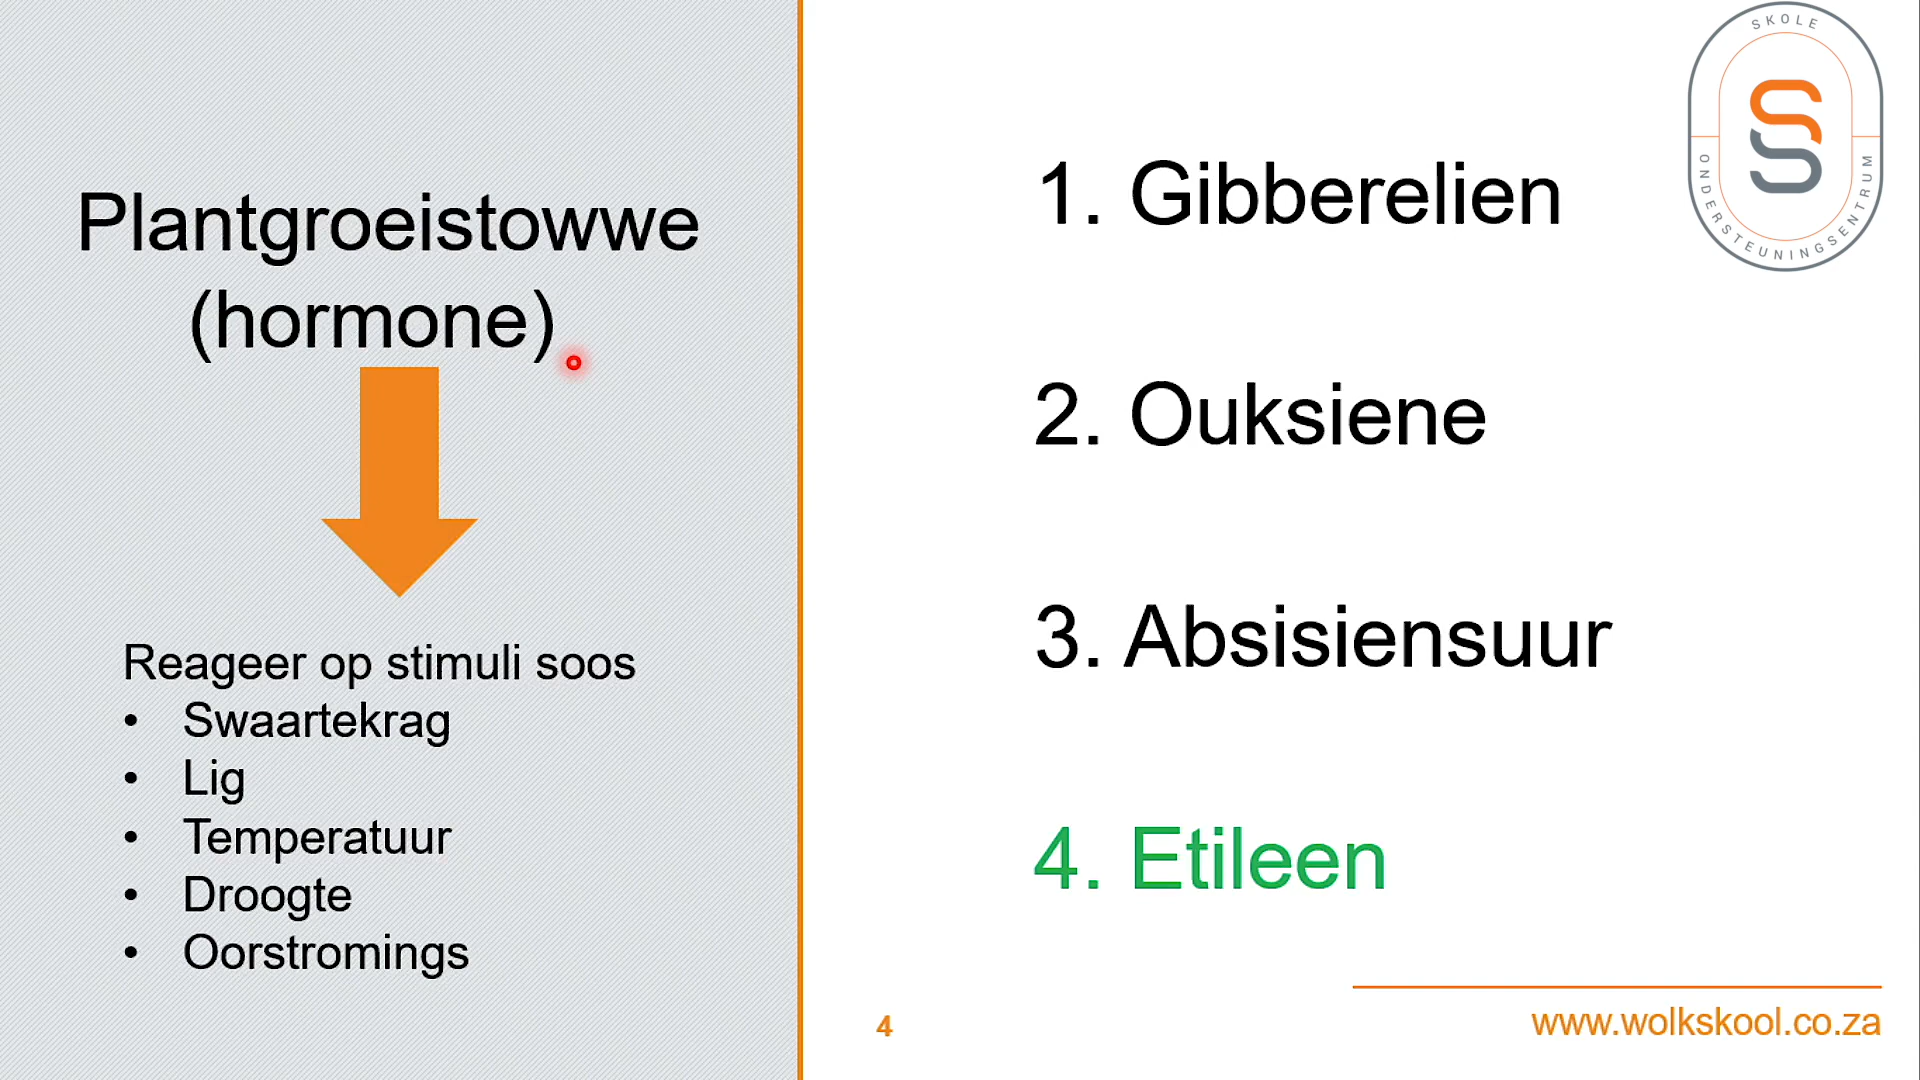 Plantgroeistowwe
(hormone)
Reageer op stimuli soos
• Swaartekrag
• Lig
• Temperatuur
• Droogte
• Oorstromings
1. Gibberelien
2. Ouksiene
3. Absisiensuur
4. Etileen
SKOLE
ONDERSTEUNINGSENTRUM
4
www.wolkskool.co.za